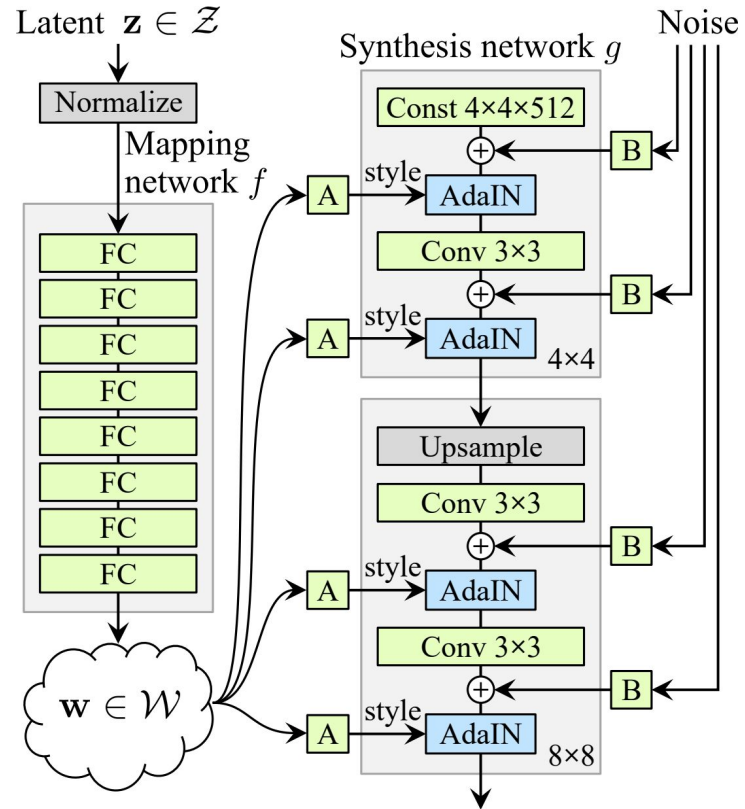 Latent z ∈ 𝒵
Normalize
Mapping
network f
FC
FC
FC
FC
FC
FC
FC
FC
w ∈ 𝒲
Synthesis network g
Noise
Const 4×4×512
+
B
A
style
AdaIN
Conv 3×3
+
B
A
style
AdaIN
4×4
Upsample
Conv 3×3
+
B
A
style
AdaIN
Conv 3×3
+
B
A
style
AdaIN
8×8